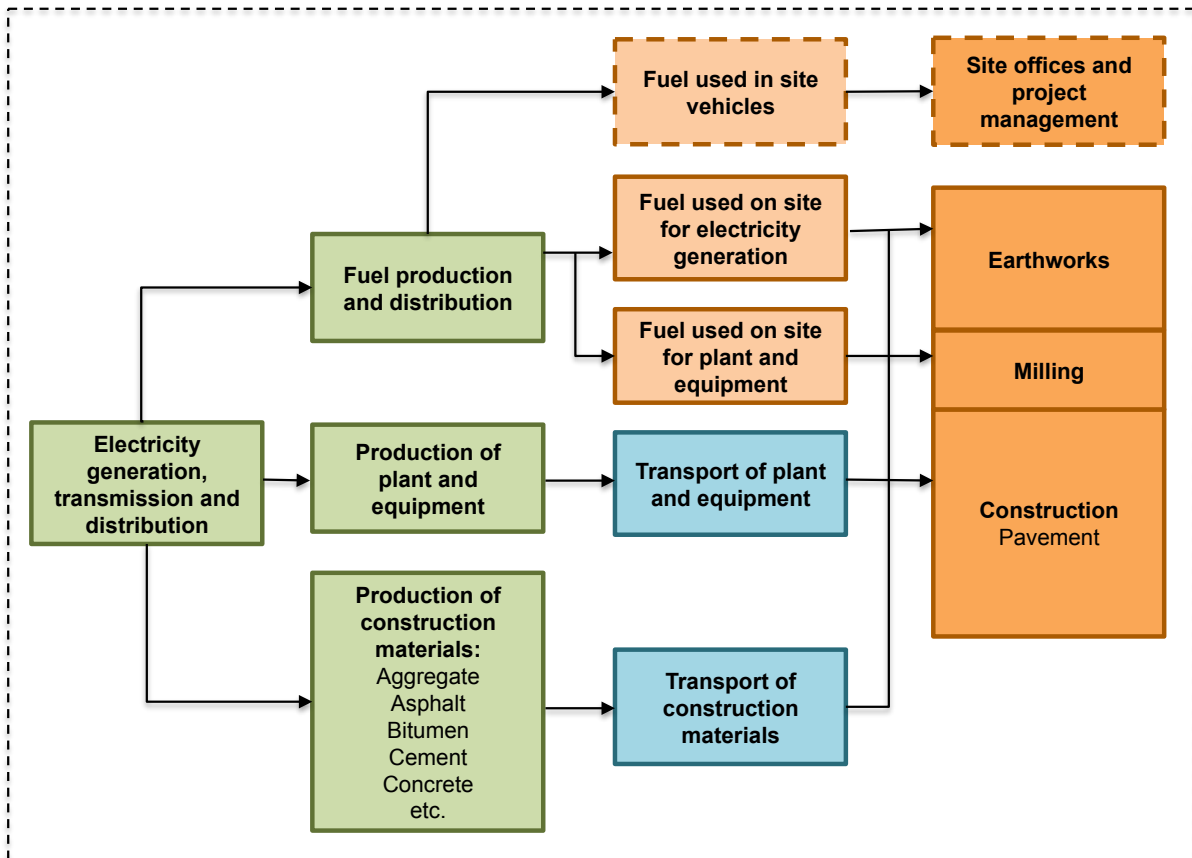 Fuel used in site
vehicles
Site offices and
project
management
Fuel used on site
for electricity
generation
Fuel production
and distribution
Earthworks
Fuel used on site
for plant and
equipment
Milling
Electricity
generation,
transmission and
distribution
Production of
plant and
equipment
Transport of plant
and equipment
Construction
Pavement
Production of
construction
materials:
Aggregate
Asphalt
Bitumen
Cement
Concrete
etc.
Transport of
construction
materials